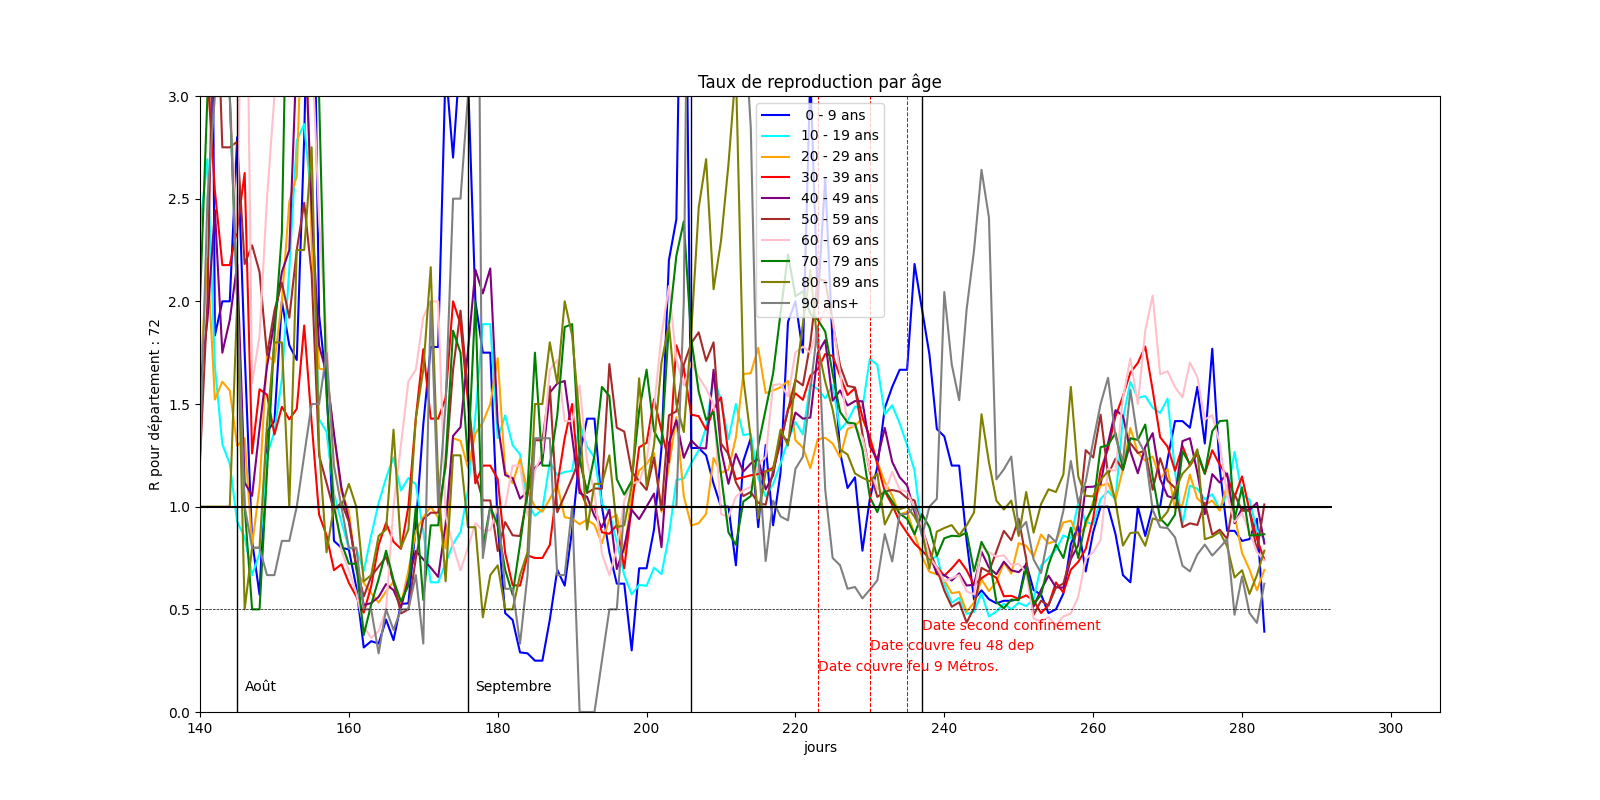 Taux de reproduction par âge
R pour département : 72
3.0
2.5
2.0
1.5
1.0
0.5
0.0
0 - 9 ans
10 - 19 ans
20 - 29 ans
30 - 39 ans
40 - 49 ans
50 - 59 ans
60 - 69 ans
70 - 79 ans
80 - 89 ans
90 ans+
Date second confinement
Date couvre feu 48 dep
Date couvre feu 9 Métros.
Août
Septembre
140 160 180 200 220 240 260 280 300
jours